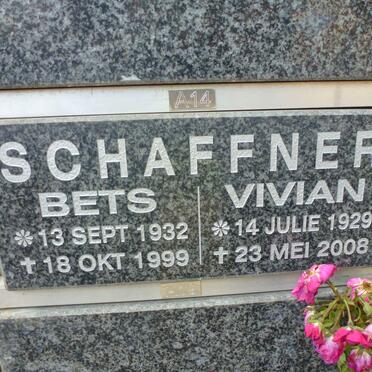 A14
SCHAFFNER
BETS
* 13 SEPT 1932
† 18 OKT 1999
VIVIAN
* 14 JULIE 1929
† 23 MEI 2008